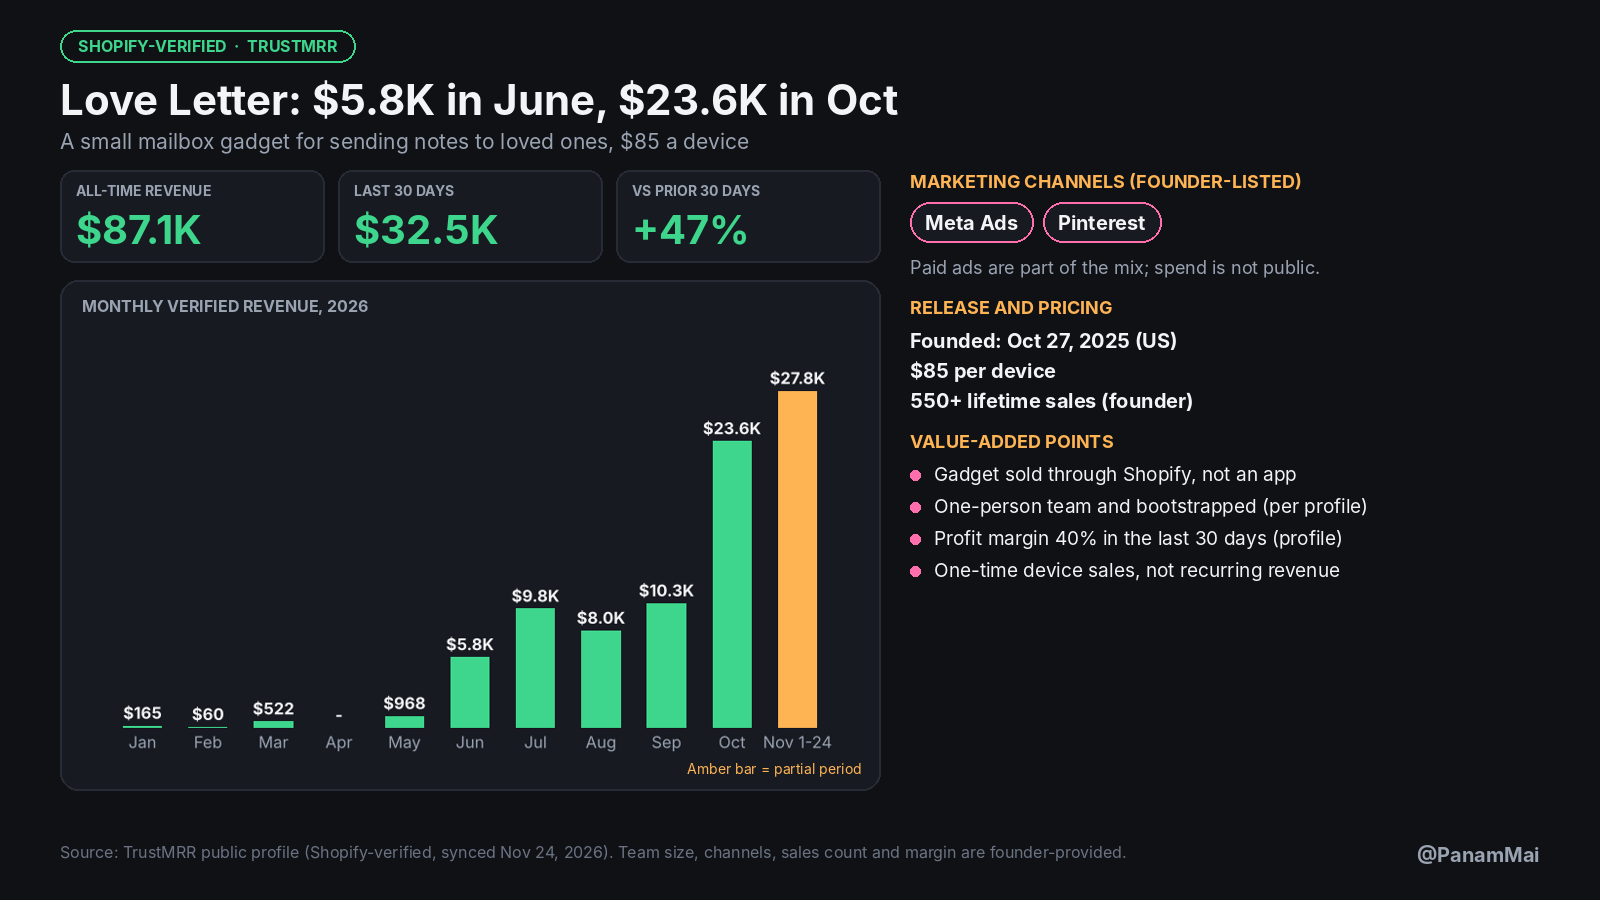 SHOPIFY-VERIFIED · TRUSTMRR
Love Letter: $5.8K in June, $23.6K in Oct
A small mailbox gadget for sending notes to loved ones, $85 a device
ALL-TIME REVENUE
$87.1K
LAST 30 DAYS
$32.5K
VS PRIOR 30 DAYS
+47%
MONTHLY VERIFIED REVENUE, 2026
$165
$60
$522
-
$968
$5.8K
$9.8K
$8.0K
$10.3K
$23.6K
$27.8K
Jan
Feb
Mar
Apr
May
Jun
Jul
Aug
Sep
Oct
Nov 1-24
Amber bar = partial period
MARKETING CHANNELS (FOUNDER-LISTED)
Meta Ads
Pinterest
Paid ads are part of the mix; spend is not public.
RELEASE AND PRICING
Founded: Oct 27, 2025 (US)
$85 per device
550+ lifetime sales (founder)
VALUE-ADDED POINTS
Gadget sold through Shopify, not an app
One-person team and bootstrapped (per profile)
Profit margin 40% in the last 30 days (profile)
One-time device sales, not recurring revenue
Source: TrustMRR public profile (Shopify-verified, synced Nov 24, 2026). Team size, channels, sales count and margin are founder-provided.
@PanamMai